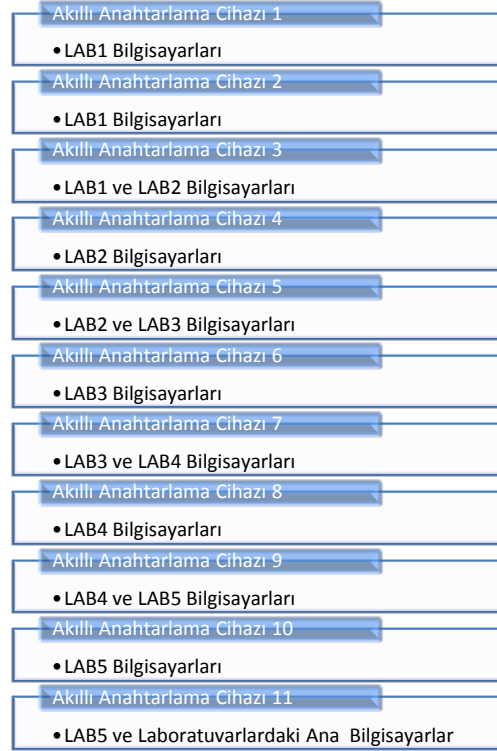 Akıllı Anahtarlama Cihazı 1
•LAB1 Bilgisayarları
Akıllı Anahtarlama Cihazı 2
•LAB1 Bilgisayarları
Akıllı Anahtarlama Cihazı 3
•LAB1 ve LAB2 Bilgisayarları
Akıllı Anahtarlama Cihazı 4
•LAB2 Bilgisayarları
Akıllı Anahtarlama Cihazı 5
•LAB2 ve LAB3 Bilgisayarları
Akıllı Anahtarlama Cihazı 6
•LAB3 Bilgisayarları
Akıllı Anahtarlama Cihazı 7
•LAB3 ve LAB4 Bilgisayarları
Akıllı Anahtarlama Cihazı 8
•LAB4 Bilgisayarları
Akıllı Anahtarlama Cihazı 9
•LAB4 ve LAB5 Bilgisayarları
Akıllı Anahtarlama Cihazı 10
•LAB5 Bilgisayarları
Akıllı Anahtarlama Cihazı 11
•LAB5 ve Laboratuvarlardaki Ana Bilgisayarlar